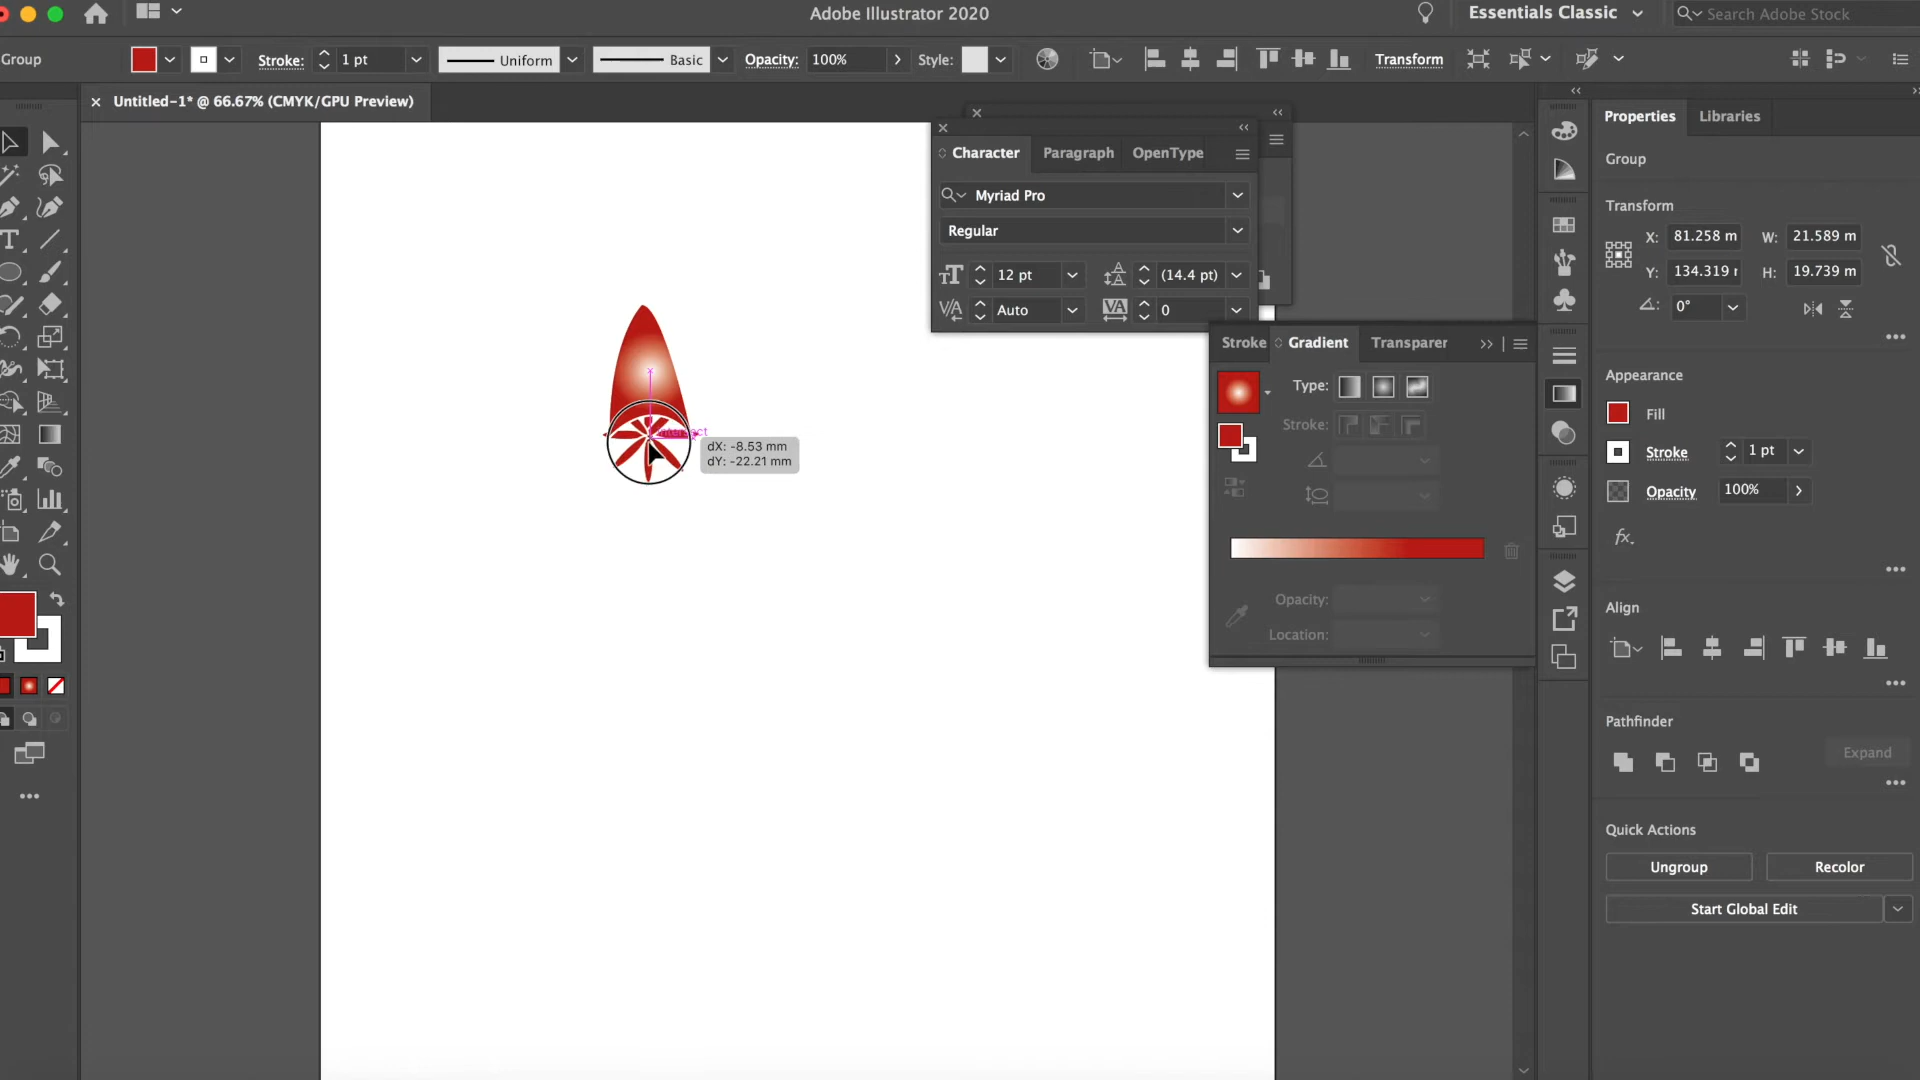 Adobe Illustrator 2020
Essentials Classic
Search Adobe Stock
Group
Stroke:
1 pt
Uniform
Basic
Opacity:
100%
Style:
Transform
× Untitled-1* @ 66.67% (CMYK/GPU Preview)
Character
Paragraph
OpenType
Myriad Pro
Regular
12 pt
(14.4 pt)
Auto
0
Stroke
Gradient
Transparer
Type:
Stroke:
Opacity:
Location:
intersect
dX: -8.53 mm
dY: -22.21 mm
Properties
Libraries
Group
Transform
X:
81.258 m
W:
21.589 m
Y:
134.319
H:
19.739 m
0°
Appearance
Fill
Stroke
1 pt
Opacity
100%
fx.
Align
Pathfinder
Expand
Quick Actions
Ungroup
Recolor
Start Global Edit